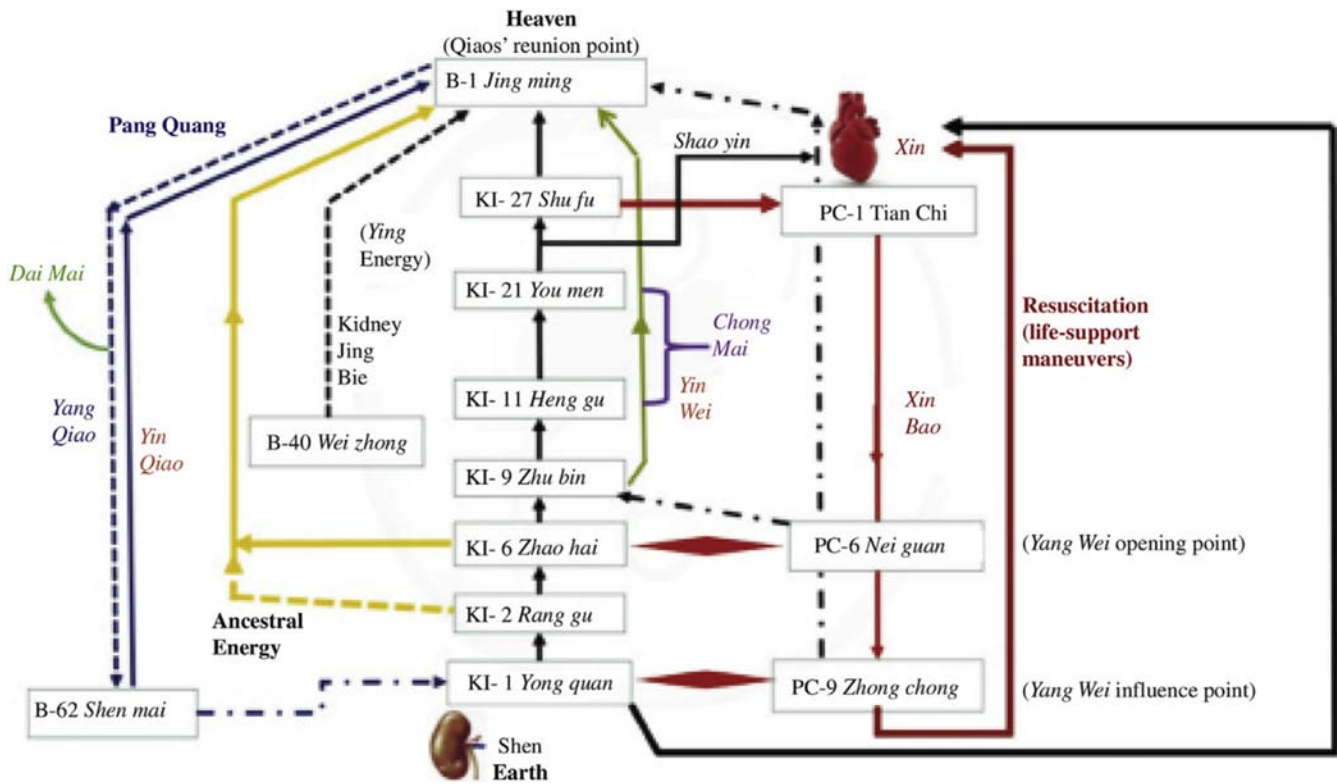 Heaven
(Qiaos' reunion point)
B-1 Jing ming
Pang Quang
Shao yin
Xin
KI- 27 Shu fu
PC-1 Tian Chi
(Ying
Energy)
Dai Mai
KI- 21 You men
Chong
Mai
Resuscitation
(life-support
maneuvers)
Kidney
Jing
Bie
KI- 11 Heng gu
Yin
Wei
Xin
Bao
Yang
Qiao
Yin
Qiao
B-40 Wei zhong
KI- 9 Zhu bin
KI- 6 Zhao hai
PC-6 Nei guan
(Yang Wei opening point)
KI- 2 Rang gu
Ancestral
Energy
KI- 1 Yong quan
PC-9 Zhong chong
(Yang Wei influence point)
B-62 Shen mai
Shen
Earth